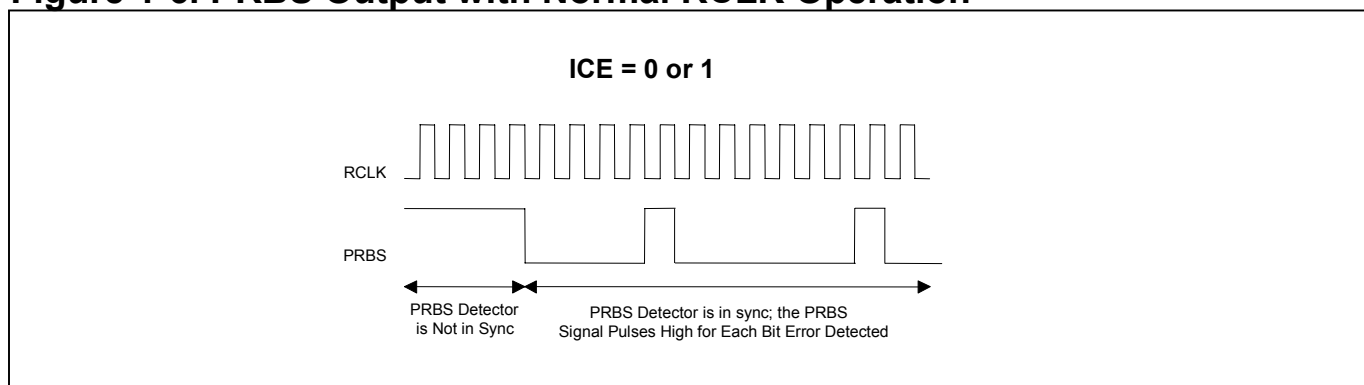 Figure 1-6. PRBS Output with Normal RCLK Operation
ICE = 0 or 1
RCLK
PRBS
PRBS Detector
is Not in Sync
PRBS Detector is in sync; the PRBS
Signal Pulses High for Each Bit Error Detected